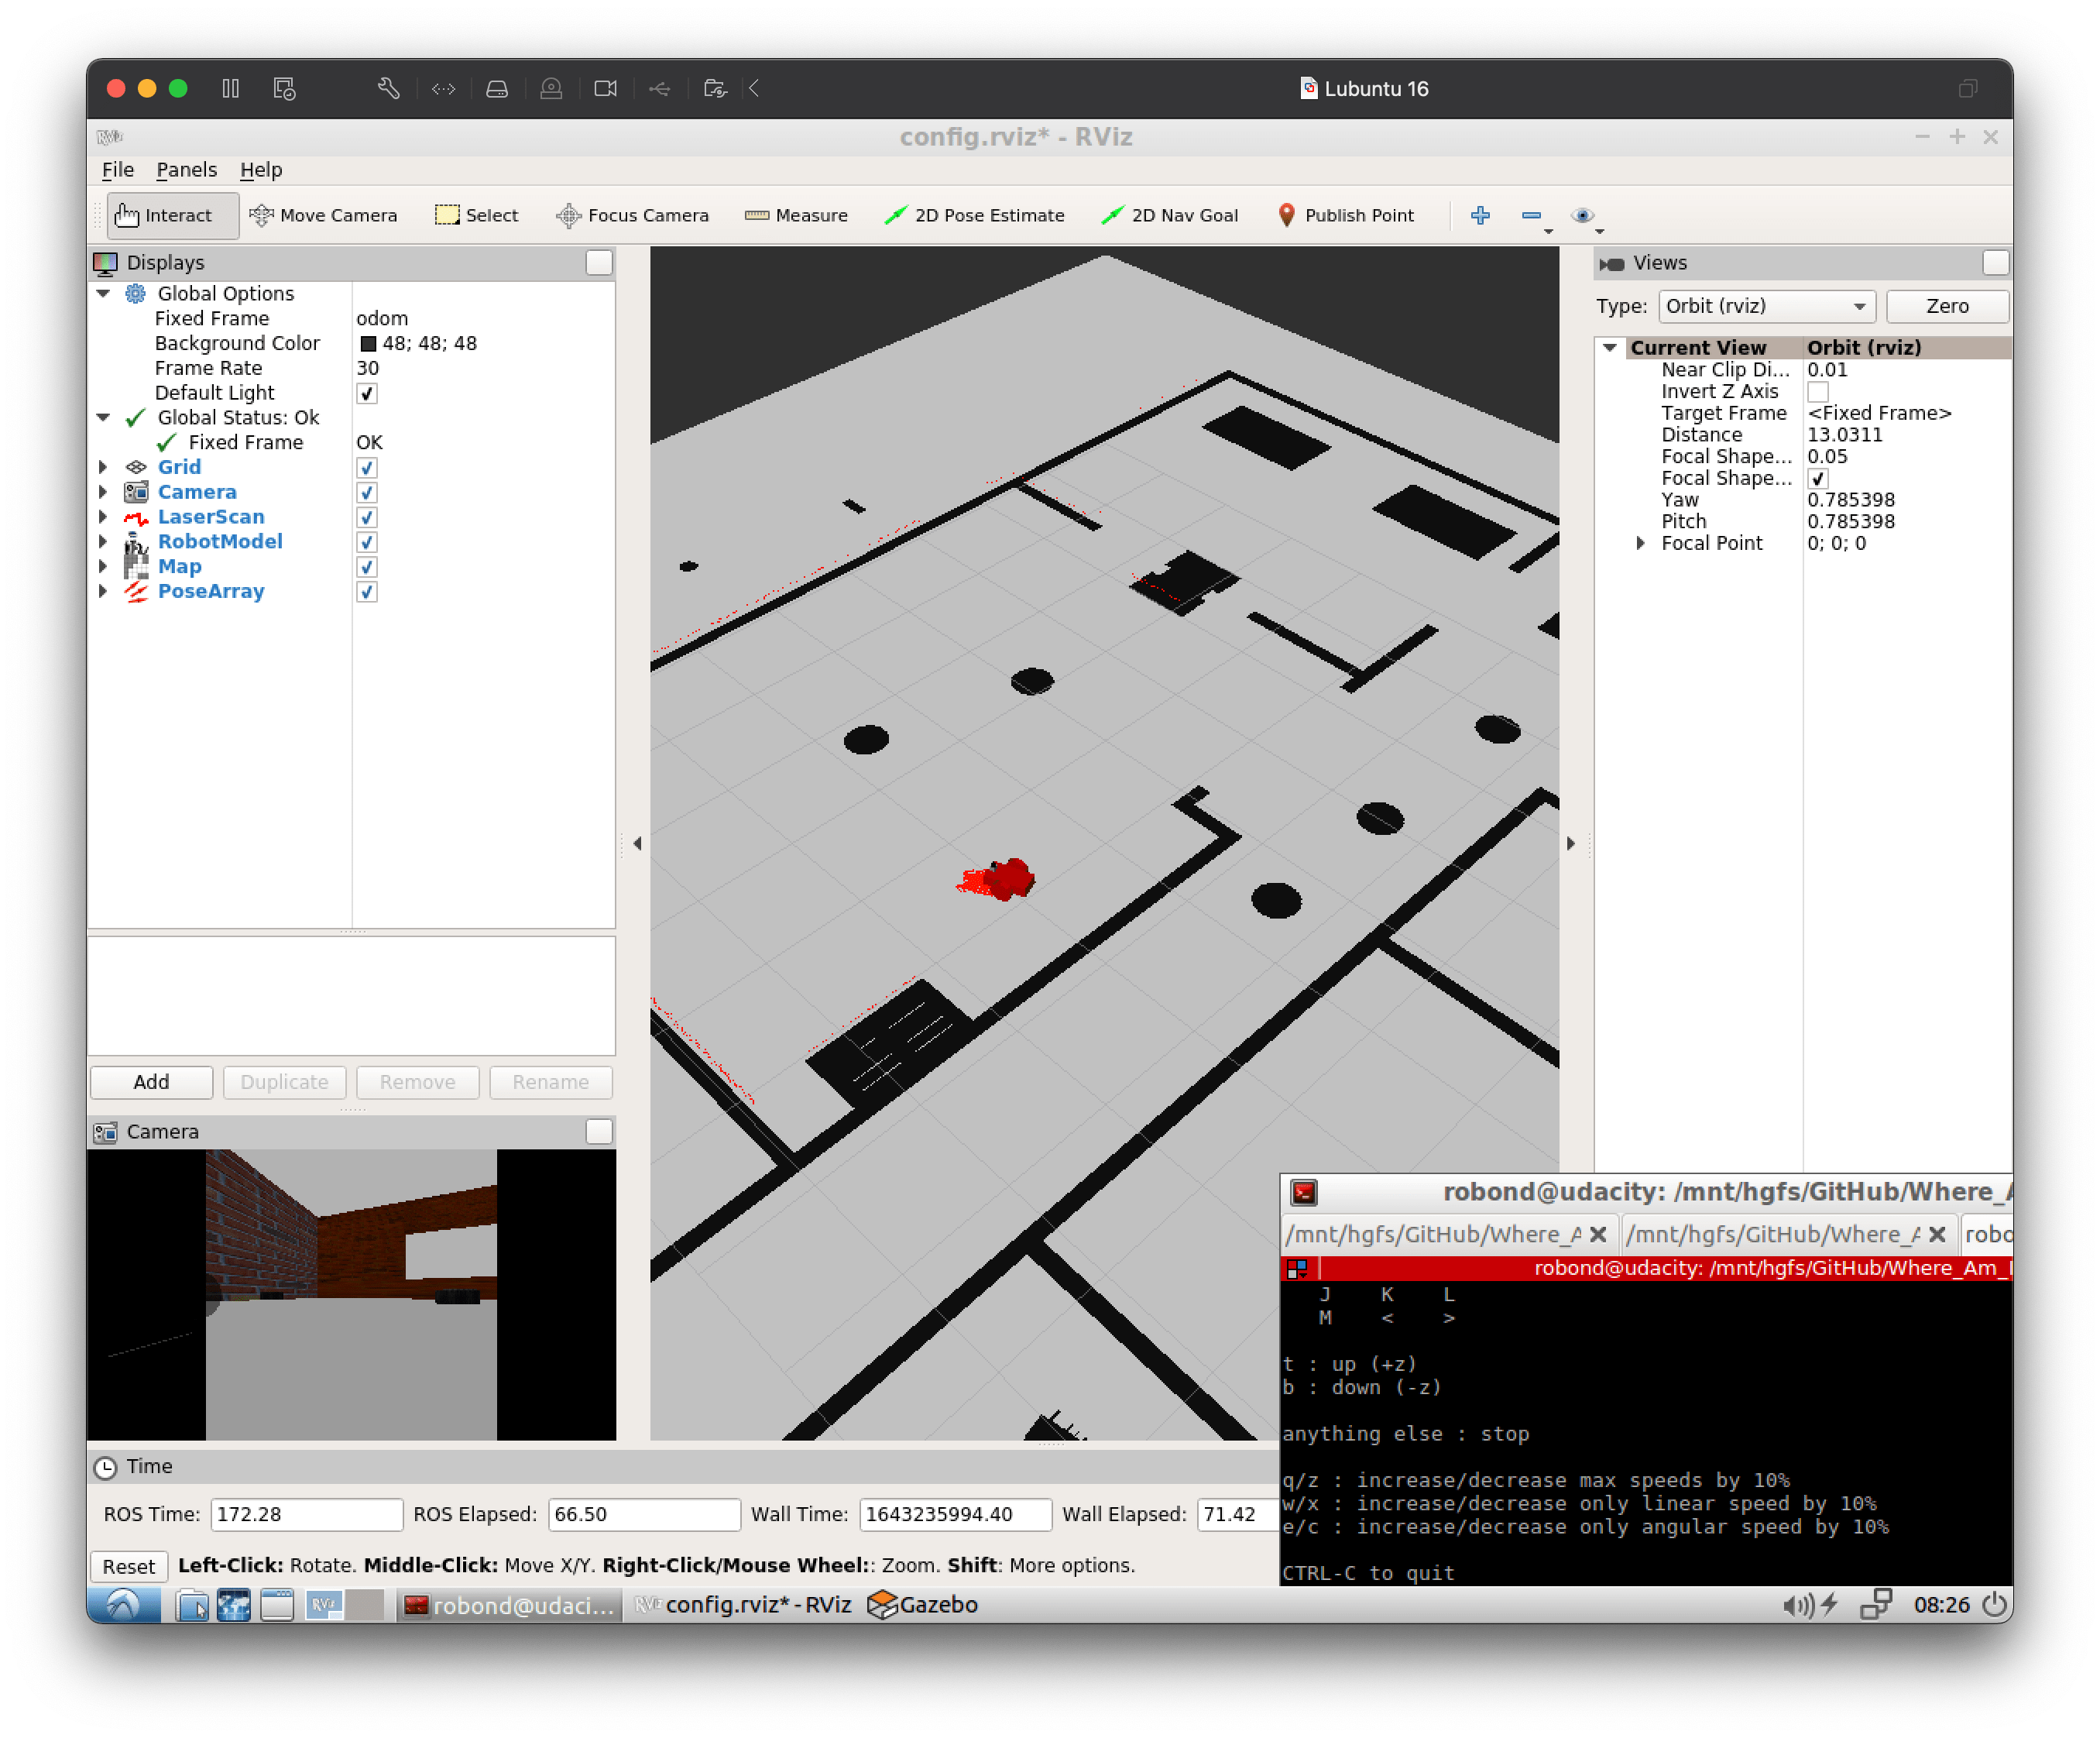 Lubuntu 16
config.rviz* - RViz
File Panels Help
Interact Move Camera Select Focus Camera Measure 2D Pose Estimate 2D Nav Goal Publish Point
Displays
Global Options
Fixed Frame odom
Background Color 48; 48; 48
Frame Rate 30
Default Light
Global Status: Ok
Fixed Frame OK
Grid
Camera
LaserScan
RobotModel
Map
PoseArray
Add Duplicate Remove Rename
Camera
Views
Type: Orbit (rviz) Zero
Current View Orbit (rviz)
Near Clip Di... 0.01
Invert Z Axis
Target Frame <Fixed Frame>
Distance 13.0311
Focal Shape... 0.05
Focal Shape...
Yaw 0.785398
Pitch 0.785398
Focal Point 0; 0; 0
robond@udacity: /mnt/hgfs/GitHub/Where_A
/mnt/hgfs/GitHub/Where_A /mnt/hgfs/GitHub/Where_A robo
robond@udacity: /mnt/hgfs/GitHub/Where_Am_I
J K L
M < >
t : up (+z)
b : down (-z)
anything else : stop
q/z : increase/decrease max speeds by 10%
w/x : increase/decrease only linear speed by 10%
e/c : increase/decrease only angular speed by 10%
CTRL-C to quit
Time
ROS Time: 172.28 ROS Elapsed: 66.50 Wall Time: 1643235994.40 Wall Elapsed: 71.42
Reset Left-Click: Rotate. Middle-Click: Move X/Y. Right-Click/Mouse Wheel:: Zoom. Shift: More options.
robond@udaci... config.rviz* - RViz Gazebo 08:26